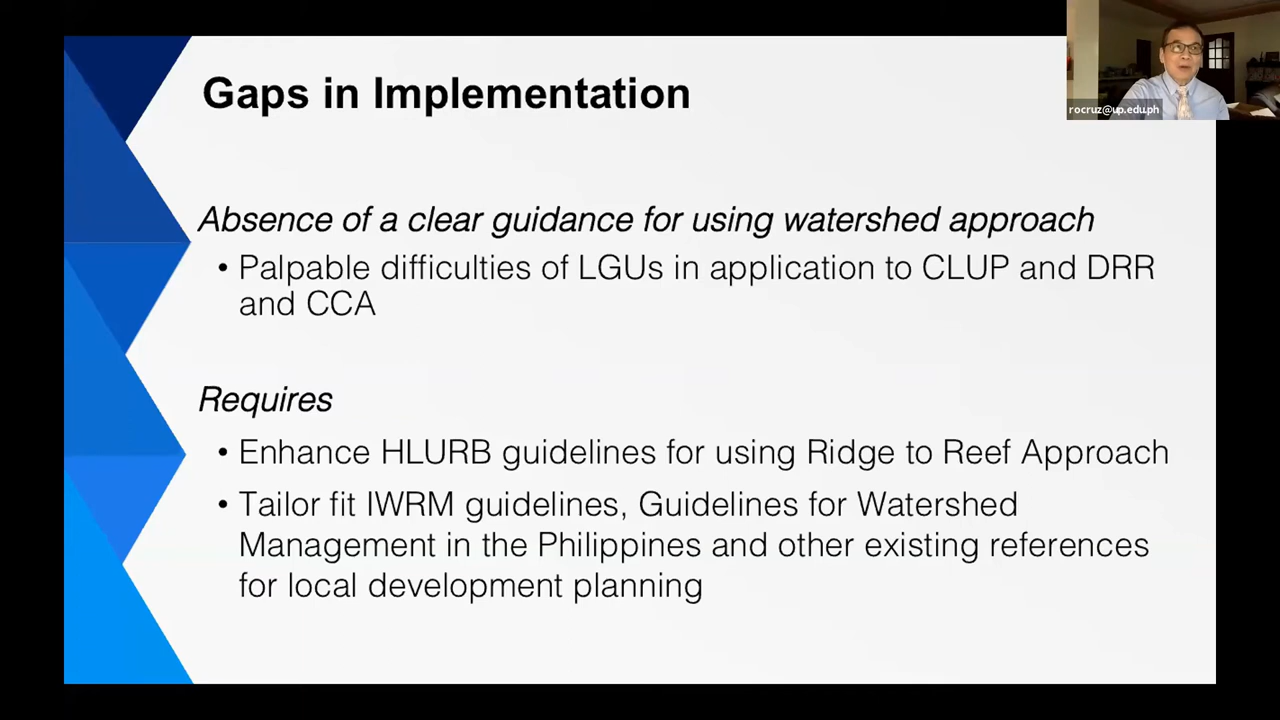 Gaps in Implementation
rocruz@up.edu.ph
Absence of a clear guidance for using watershed approach
• Palpable difficulties of LGUs in application to CLUP and DRR
and CCA
Requires
• Enhance HLURB guidelines for using Ridge to Reef Approach
• Tailor fit IWRM guidelines, Guidelines for Watershed
Management in the Philippines and other existing references
for local development planning